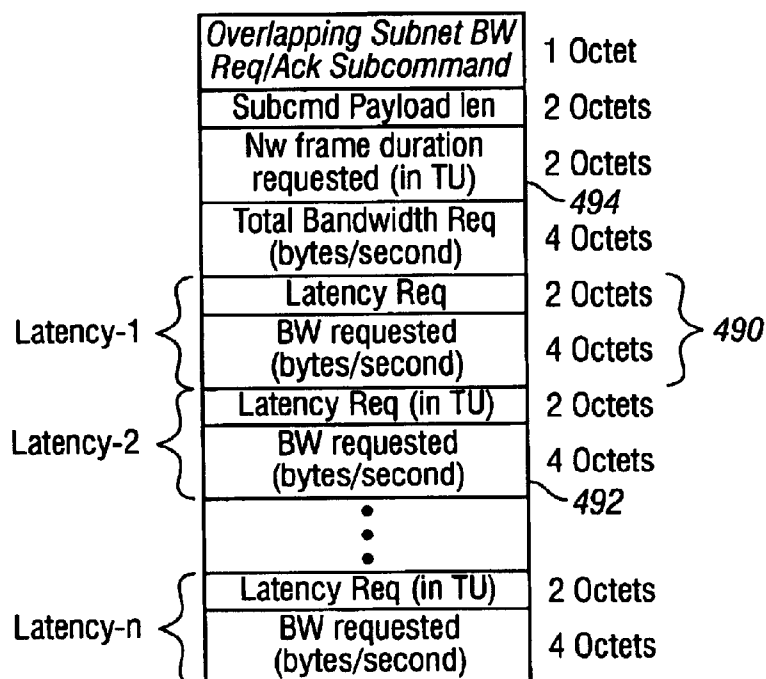 Overlapping Subnet BW
Req/Ack Subcommand
1 Octet
Subcmd Payload len
2 Octets
Nw frame duration
requested (in TU)
2 Octets
494
Total Bandwidth Req
(bytes/second)
4 Octets
Latency-1
Latency Req
2 Octets
BW requested
(bytes/second)
4 Octets
490
Latency-2
Latency Req (in TU)
2 Octets
BW requested
(bytes/second)
4 Octets
492
Latency-n
Latency Req (in TU)
2 Octets
BW requested
(bytes/second)
4 Octets